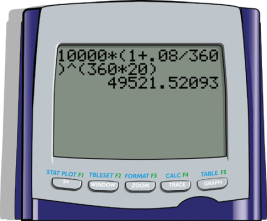 10000*(1+.08/360
)^(360*20)
49521.52093
STAT PLOT F1 TBLSET F2 FORMAT F3 CALC F4 TABLE F5
Y= WINDOW ZOOM TRACE GRAPH